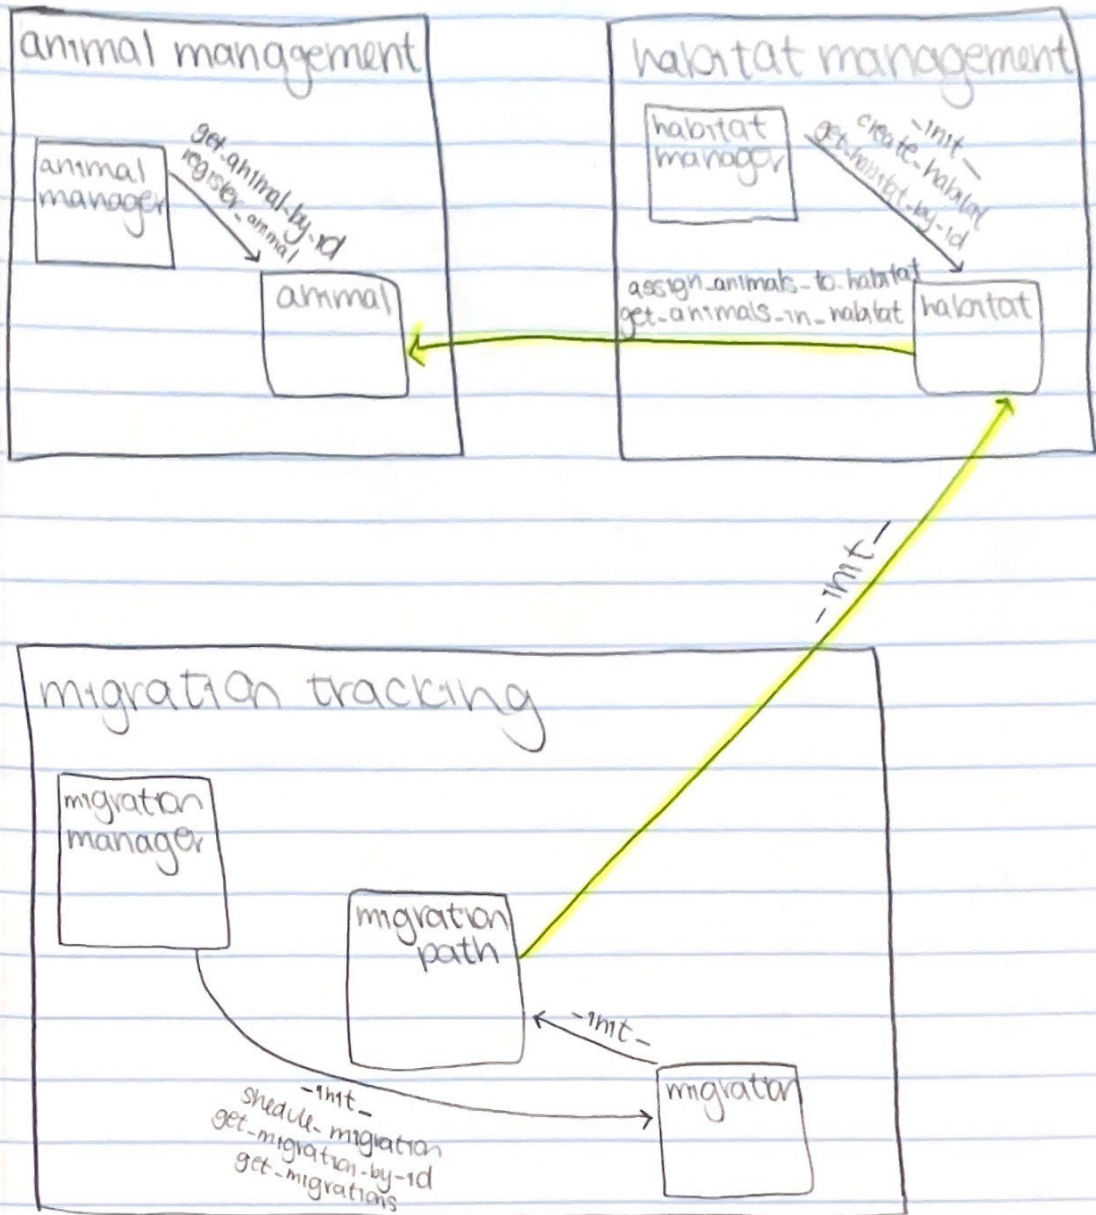 animal management
animal
manager
get_animal_by_id
register_animal
animal
habitat management
habitat
manager
_init_
create_habitat
get_habitat_by_id
assign_animals_to_habitat
get_animals_in_habitat
habitat
_init_
migration tracking
migration
manager
migration
path
_init_
migration
_init_
shedule_migration
get_migration_by_id
get_migrations